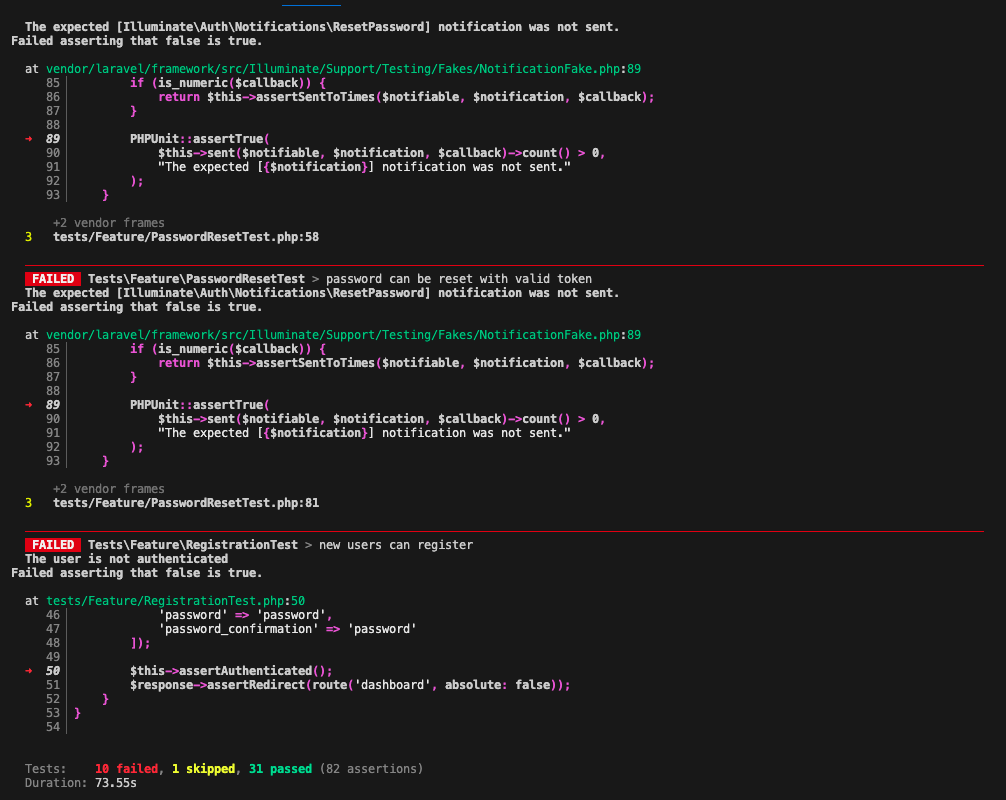 The expected [Illuminate\Auth\Notifications\ResetPassword] notification was not sent.
Failed asserting that false is true.
at vendor/laravel/framework/src/Illuminate/Support/Testing/Fakes/NotificationFake.php:89
85 if (is_numeric($callback)) {
86 return $this->assertSentToTimes($notifiable, $notification, $callback);
87 }
88
➜ 89 PHPUnit::assertTrue(
90 $this->sent($notifiable, $notification, $callback)->count() > 0,
91 "The expected [{$notification}] notification was not sent."
92 );
93 }
+2 vendor frames
3 tests/Feature/PasswordResetTest.php:58
FAILED Tests\Feature\PasswordResetTest > password can be reset with valid token
The expected [Illuminate\Auth\Notifications\ResetPassword] notification was not sent.
Failed asserting that false is true.
at vendor/laravel/framework/src/Illuminate/Support/Testing/Fakes/NotificationFake.php:89
85 if (is_numeric($callback)) {
86 return $this->assertSentToTimes($notifiable, $notification, $callback);
87 }
88
➜ 89 PHPUnit::assertTrue(
90 $this->sent($notifiable, $notification, $callback)->count() > 0,
91 "The expected [{$notification}] notification was not sent."
92 );
93 }
+2 vendor frames
3 tests/Feature/PasswordResetTest.php:81
FAILED Tests\Feature\RegistrationTest > new users can register
The user is not authenticated
Failed asserting that false is true.
at tests/Feature/RegistrationTest.php:50
46 'password' => 'password',
47 'password_confirmation' => 'password'
48 ]);
49
➜ 50 $this->assertAuthenticated();
51 $response->assertRedirect(route('dashboard', absolute: false));
52 }
53 }
54
Tests: 10 failed, 1 skipped, 31 passed (82 assertions)
Duration: 73.55s